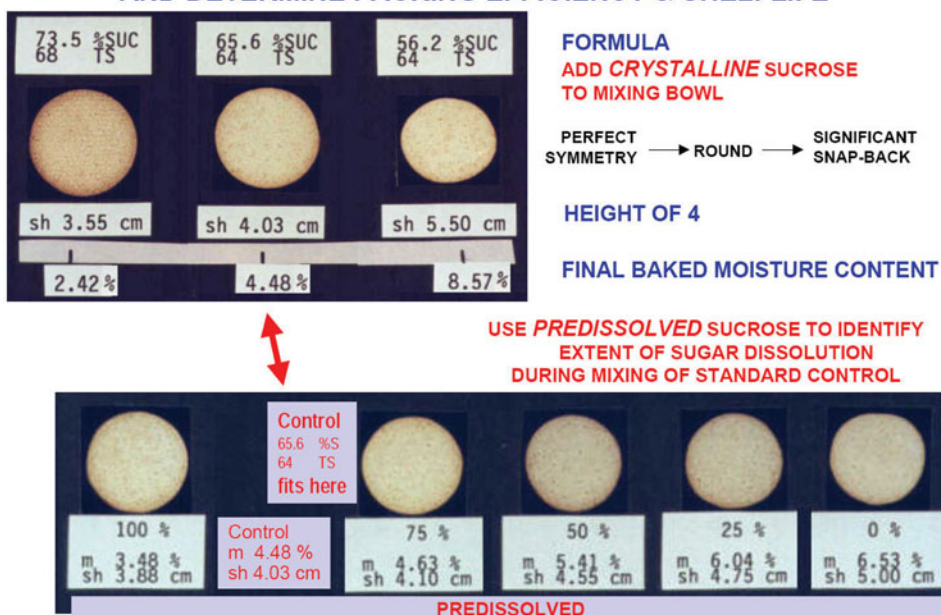 AND DETERMINE PACKING EFFICIENCY & SHELF LIFE
73.5 %SUC
68 TS
65.6 %SUC
64 TS
56.2 %SUC
64 TS
sh 3.55 cm
sh 4.03 cm
sh 5.50 cm
2.42 %
4.48 %
8.57 %
FORMULA
ADD CRYSTALLINE SUCROSE
TO MIXING BOWL
PERFECT
SYMMETRY
ROUND
SIGNIFICANT
SNAP-BACK
HEIGHT OF 4
FINAL BAKED MOISTURE CONTENT
USE PREDISSOLVED SUCROSE TO IDENTIFY
EXTENT OF SUGAR DISSOLUTION
DURING MIXING OF STANDARD CONTROL
Control
65.6 %S
64 TS
fits here
100 %
m 3.48 %
sh 3.88 cm
Control
m 4.48 %
sh 4.03 cm
75 %
m 4.63 %
sh 4.10 cm
50 %
m 5.41 %
sh 4.55 cm
25 %
m 6.04 %
sh 4.75 cm
0 %
m 6.53 %
sh 5.00 cm
PREDISSOLVED